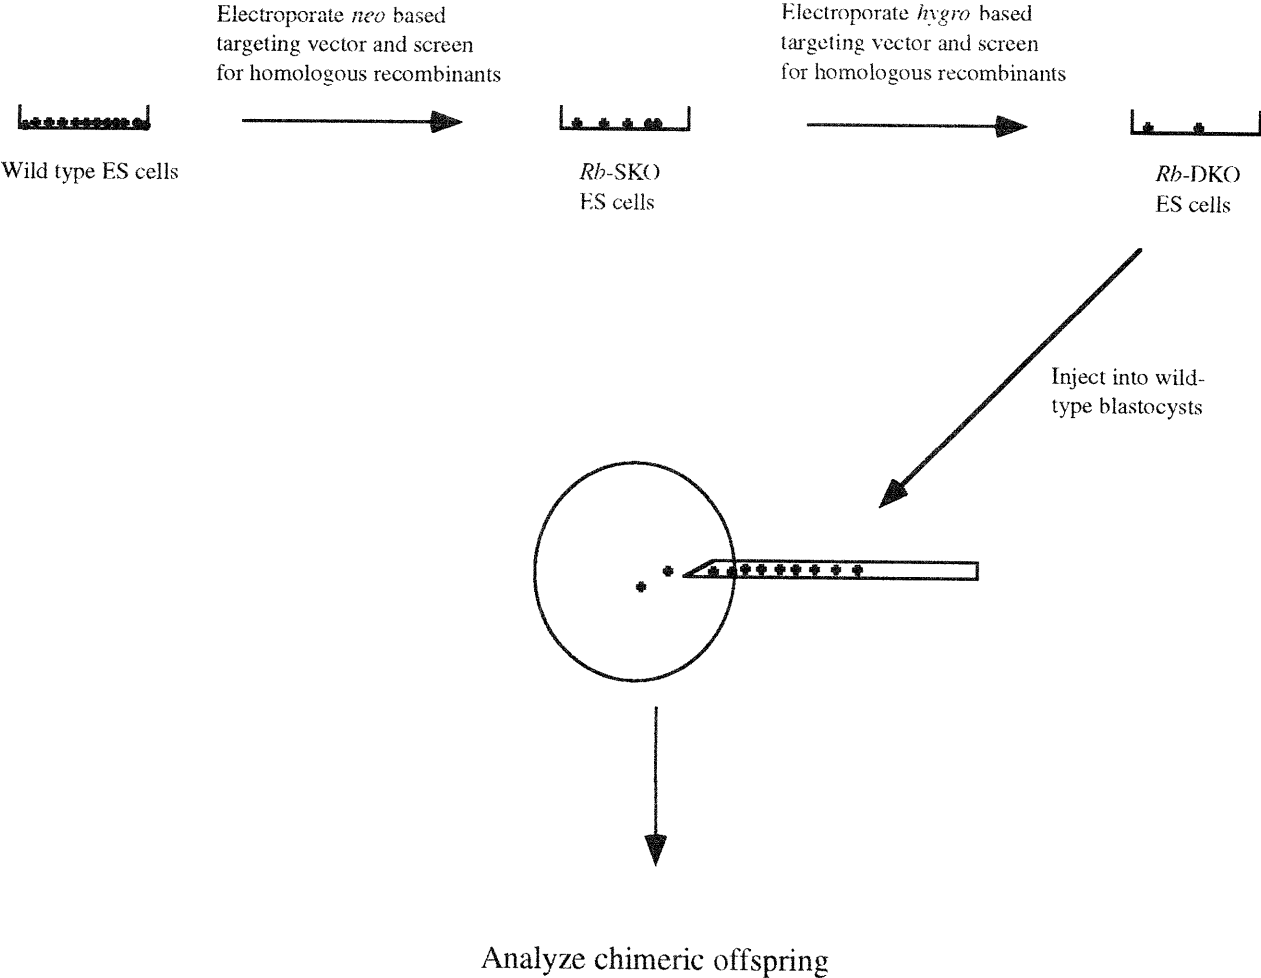 Electroporate neo based
targeting vector and screen
for homologous recombinants
Electroporate hygro based
targeting vector and screen
for homologous recombinants
Wild type ES cells
Rb-SKO
ES cells
Rb-DKO
ES cells
Inject into wild-
type blastocysts
Analyze chimeric offspring